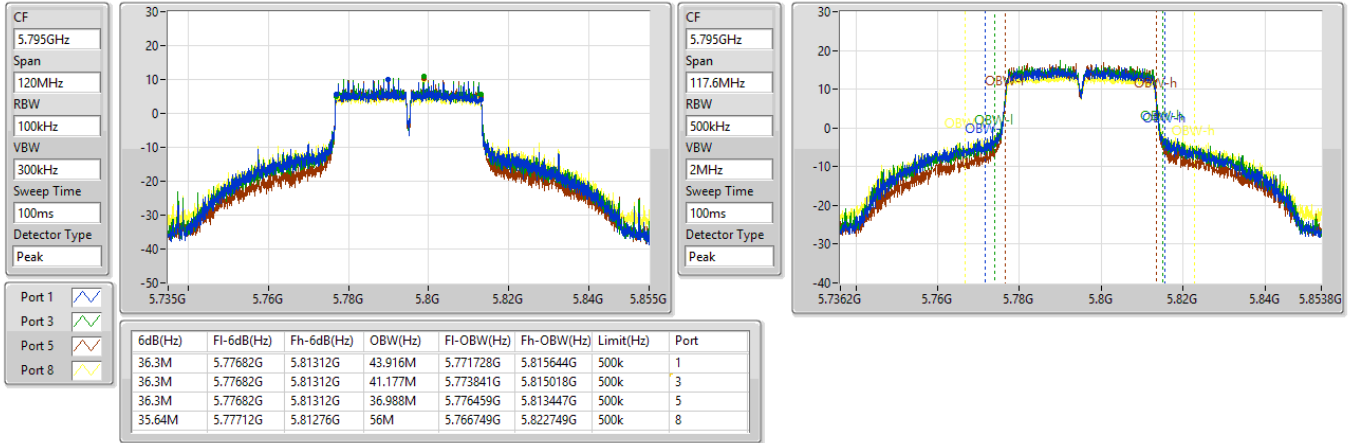 CF
5.795GHz
Span
120MHz
RBW
100kHz
VBW
300kHz
Sweep Time
100ms
Detector Type
Peak
30-
20-
10-
0-
-10-
-20-
-30-
-40-
-50-
5.735G 5.76G 5.78G 5.8G 5.82G 5.84G 5.855G
CF
5.795GHz
Span
117.6MHz
RBW
500kHz
VBW
2MHz
Sweep Time
100ms
Detector Type
Peak
30-
20-
10-
0-
-10-
-20-
-30-
-40-
OBW-h
OBW-l
OBW-h
OBW-h
5.7362G 5.76G 5.78G 5.8G 5.82G 5.84G 5.8538G
Port 1
Port 3
Port 5
Port 8
6dB(Hz) Fl-6dB(Hz) Fh-6dB(Hz) OBW(Hz) Fl-OBW(Hz) Fh-OBW(Hz) Limit(Hz) Port
36.3M 5.77682G 5.81312G 43.916M 5.771728G 5.815644G 500k 1
36.3M 5.77682G 5.81312G 41.177M 5.773841G 5.815018G 500k 3
36.3M 5.77682G 5.81312G 36.988M 5.776459G 5.813447G 500k 5
35.64M 5.77712G 5.81276G 56M 5.766749G 5.822749G 500k 8